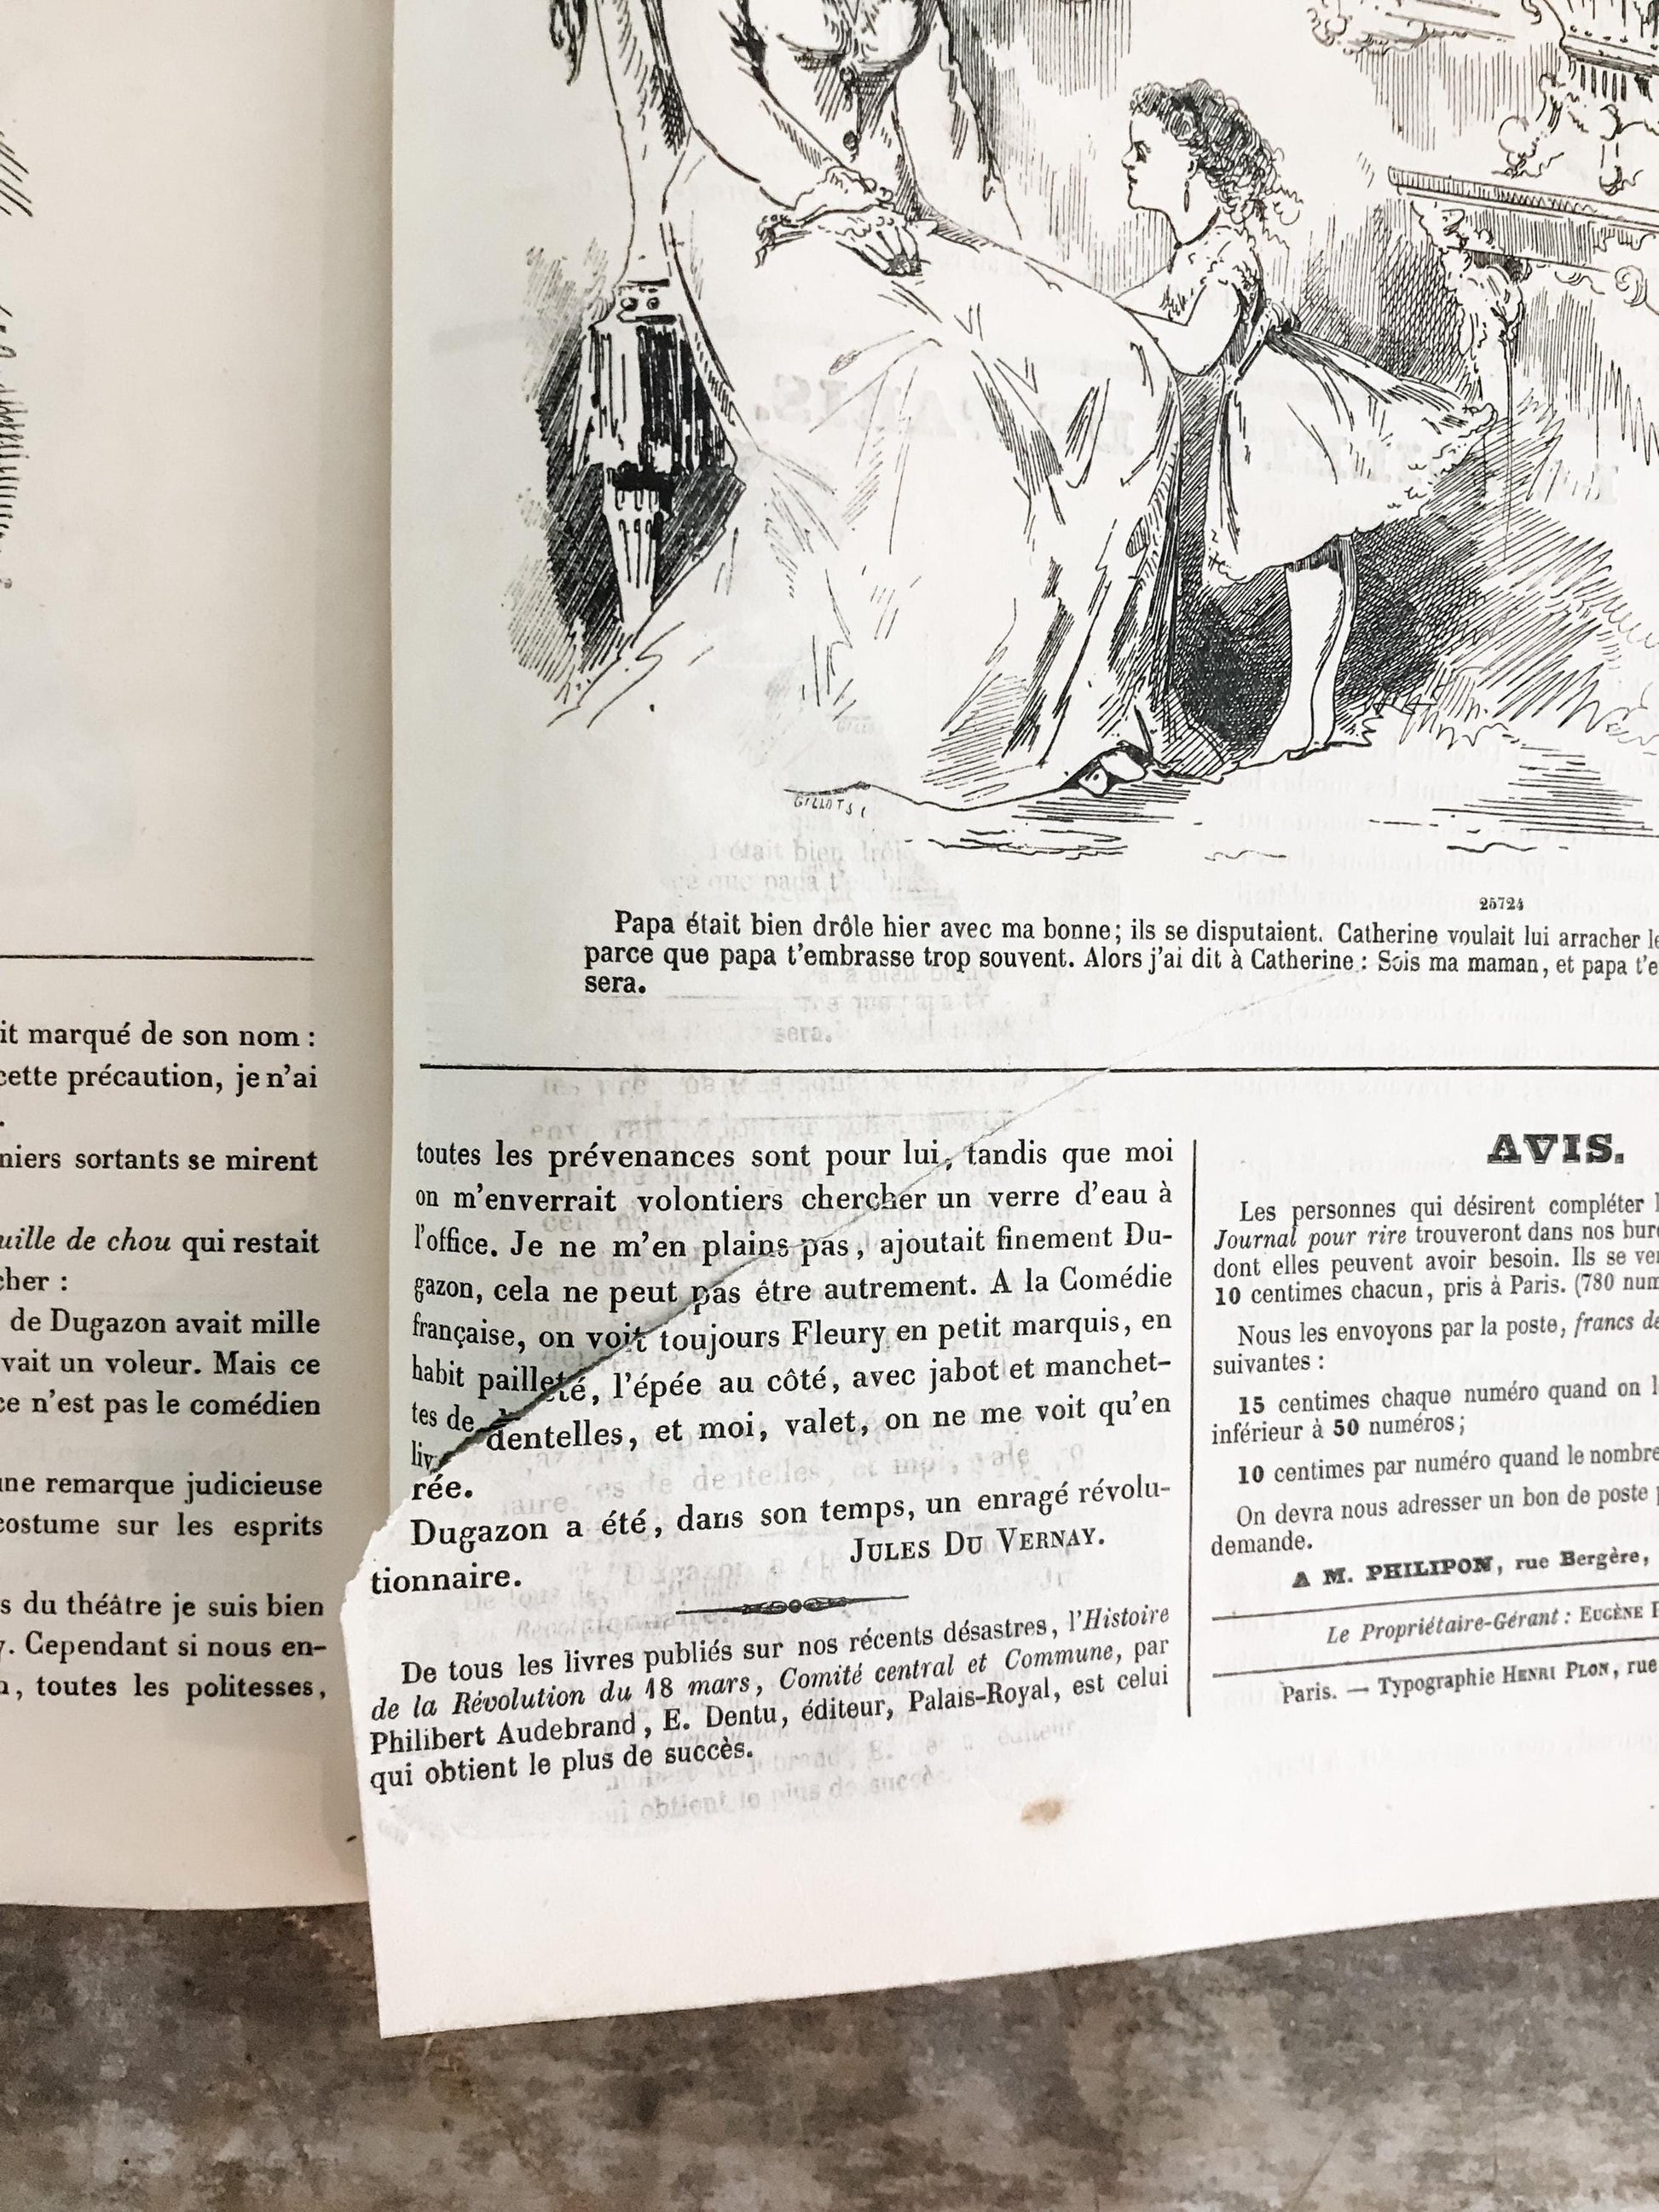 it marqué de son nom :
cette précaution, je n'ai
.
niers sortants se mirent
uille de chou qui restait
cher :
de Dugazon avait mille
vait un voleur. Mais ce
ce n'est pas le comédien
une remarque judicieuse
costume sur les esprits
s du théâtre je suis bien
y. Cependant si nous en-
, toutes les politesses,
GILLOT S C
25724
Papa était bien drôle hier avec ma bonne; ils se disputaient. Catherine voulait lui arracher le
parce que papa t'embrasse trop souvent. Alors j'ai dit à Catherine : Sois ma maman, et papa t'e
sera.
toutes les prévenances sont pour lui, tandis que moi
on m'enverrait volontiers chercher un verre d'eau à
l'office. Je ne m'en plains pas, ajoutait finement Du-
gazon, cela ne peut pas être autrement. A la Comédie
française, on voit toujours Fleury en petit marquis, en
habit pailleté, l'épée au côté, avec jabot et manchet-
tes de dentelles, et moi, valet, on ne me voit qu'en
liv
rée.
Dugazon a été, dans son temps, un enragé révolu-
tionnaire.
JULES DU VERNAY.
De tous les livres publiés sur nos récents désastres, l'Histoire
de la Révolution du 18 mars, Comité central et Commune, par
Philibert Audebrand, E. Dentu, éditeur, Palais-Royal, est celui
qui obtient le plus de succès.
AVIS.
Les personnes qui désirent compléter l
Journal pour rire trouveront dans nos bure
dont elles peuvent avoir besoin. Ils se ve
10 centimes chacun, pris à Paris. (780 num
Nous les envoyons par la poste, francs de
suivantes :
15 centimes chaque numéro quand on l
inférieur à 50 numéros;
10 centimes par numéro quand le nombre
On devra nous adresser un bon de poste p
demande.
A M. PHILIPON, rue Bergère,
Le Propriétaire-Gérant : EUGÈNE P
Paris. — Typographie HENRI PLON, rue